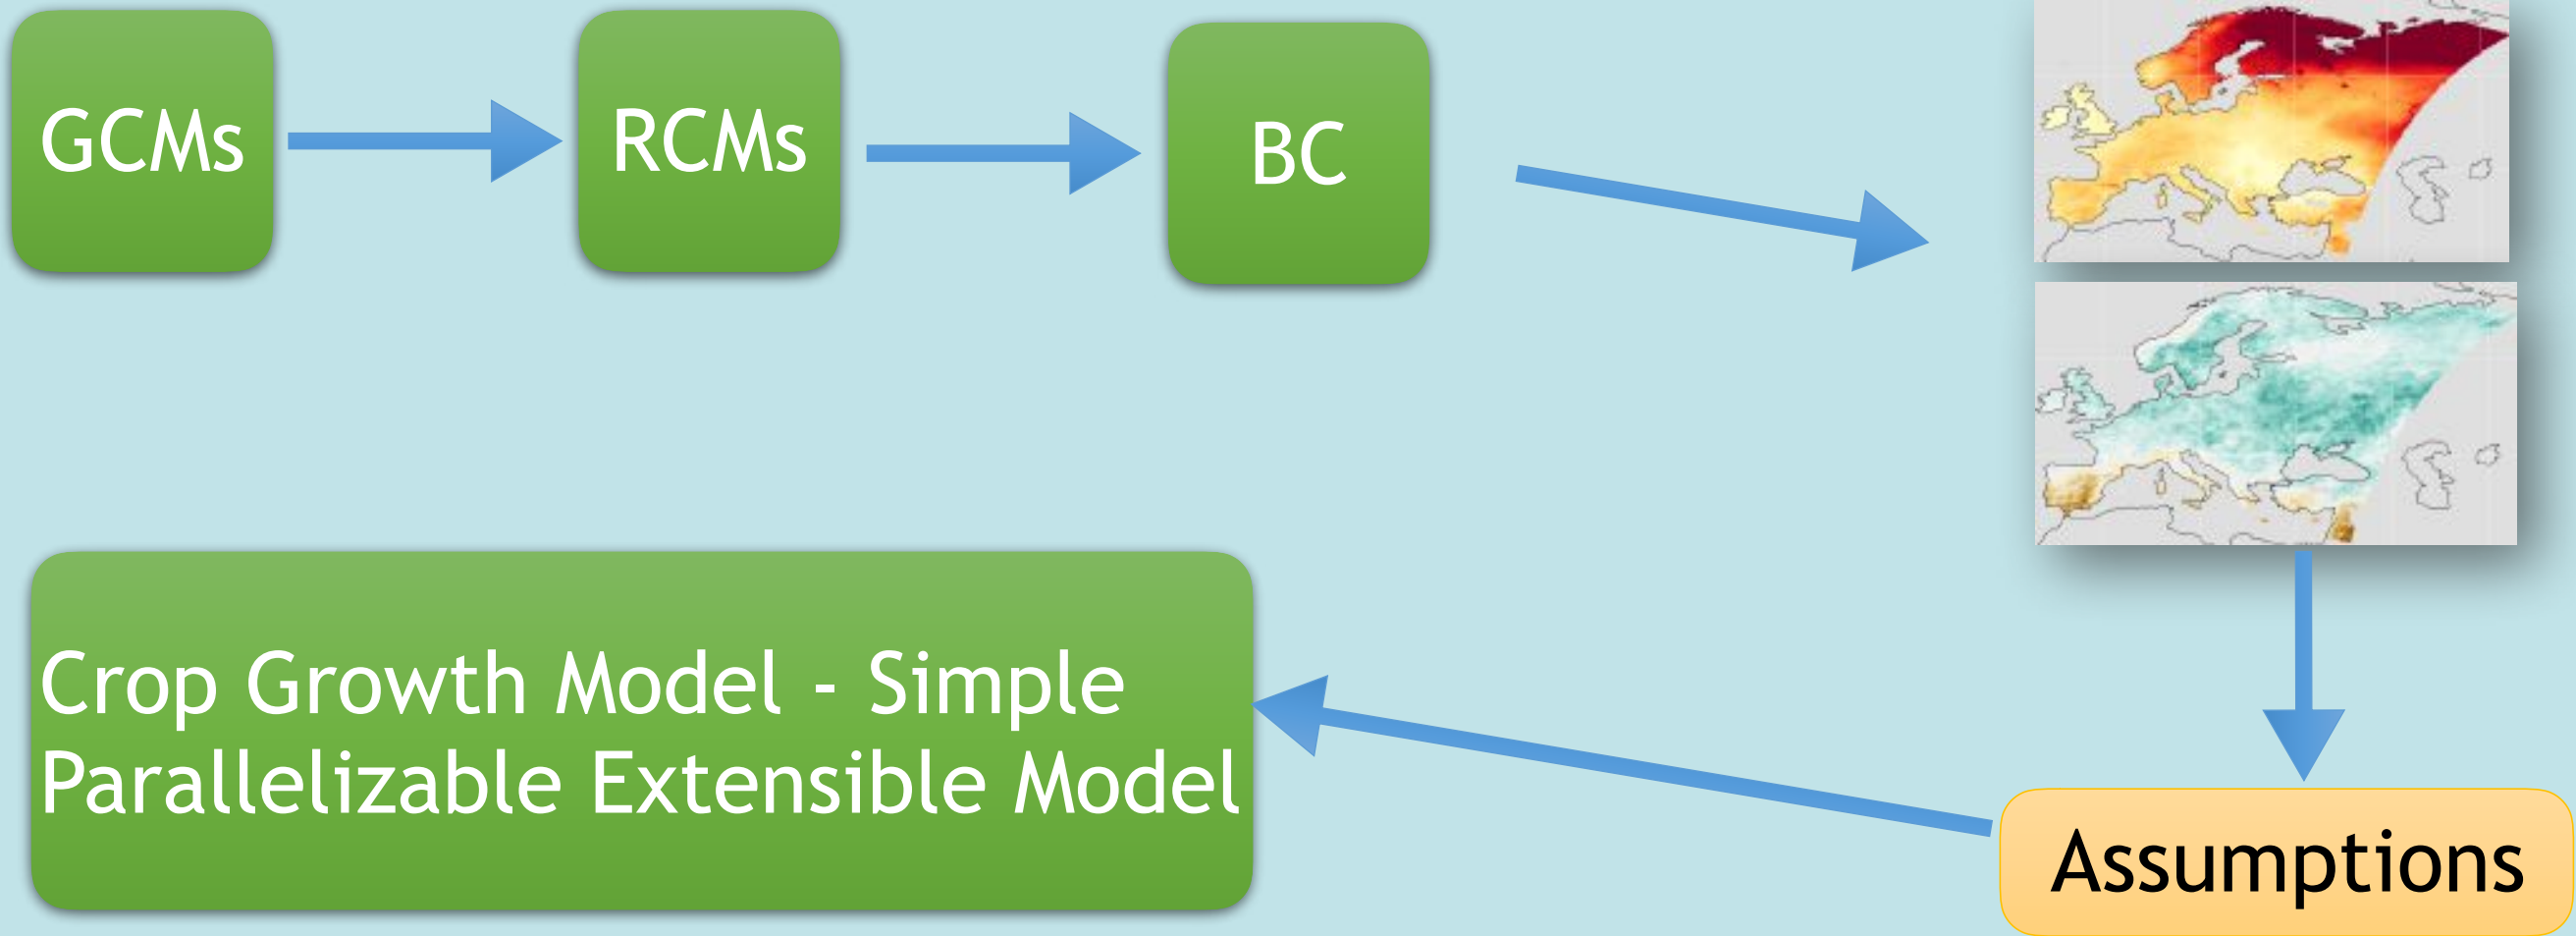 GCMs
RCMs
BC
Crop Growth Model - Simple
Parallelizable Extensible Model
Assumptions